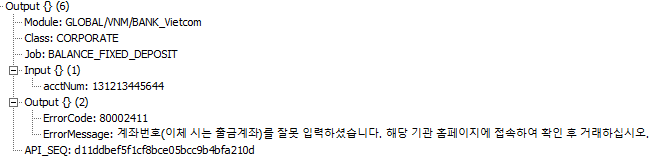 Output {} (6)
Module: GLOBAL/VNM/BANK_Vietcom
Class: CORPORATE
Job: BALANCE_FIXED_DEPOSIT
Input {} (1)
acctNum: 131213445644
Output {} (2)
ErrorCode: 80002411
ErrorMessage: 계좌번호(이체 시는 출금계좌)를 잘못 입력하셨습니다. 해당 기관 홈페이지에 접속하여 확인 후 거래하십시오.
API_SEQ: d11ddbef5f1cf8bce05bcc9b4bfa210d